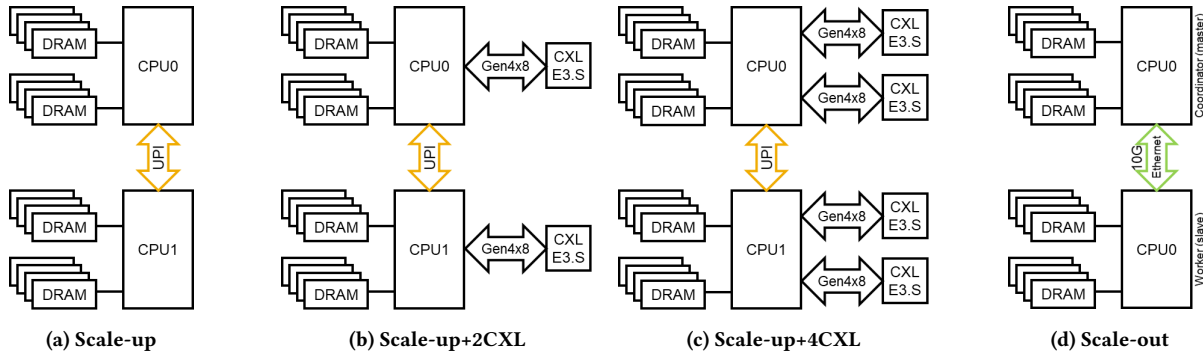 DRAM
DRAM
CPU0
UPI
DRAM
DRAM
CPU1
(a) Scale-up
DRAM
DRAM
CPU0
Gen4x8
CXL
E3.S
UPI
DRAM
DRAM
CPU1
Gen4x8
CXL
E3.S
(b) Scale-up+2CXL
DRAM
DRAM
CPU0
Gen4x8
CXL
E3.S
Gen4x8
CXL
E3.S
UPI
DRAM
DRAM
CPU1
Gen4x8
CXL
E3.S
Gen4x8
CXL
E3.S
(c) Scale-up+4CXL
DRAM
DRAM
CPU0
Coordinator (master)
10G
Ethernet
DRAM
DRAM
CPU0
Worker (slave)
(d) Scale-out